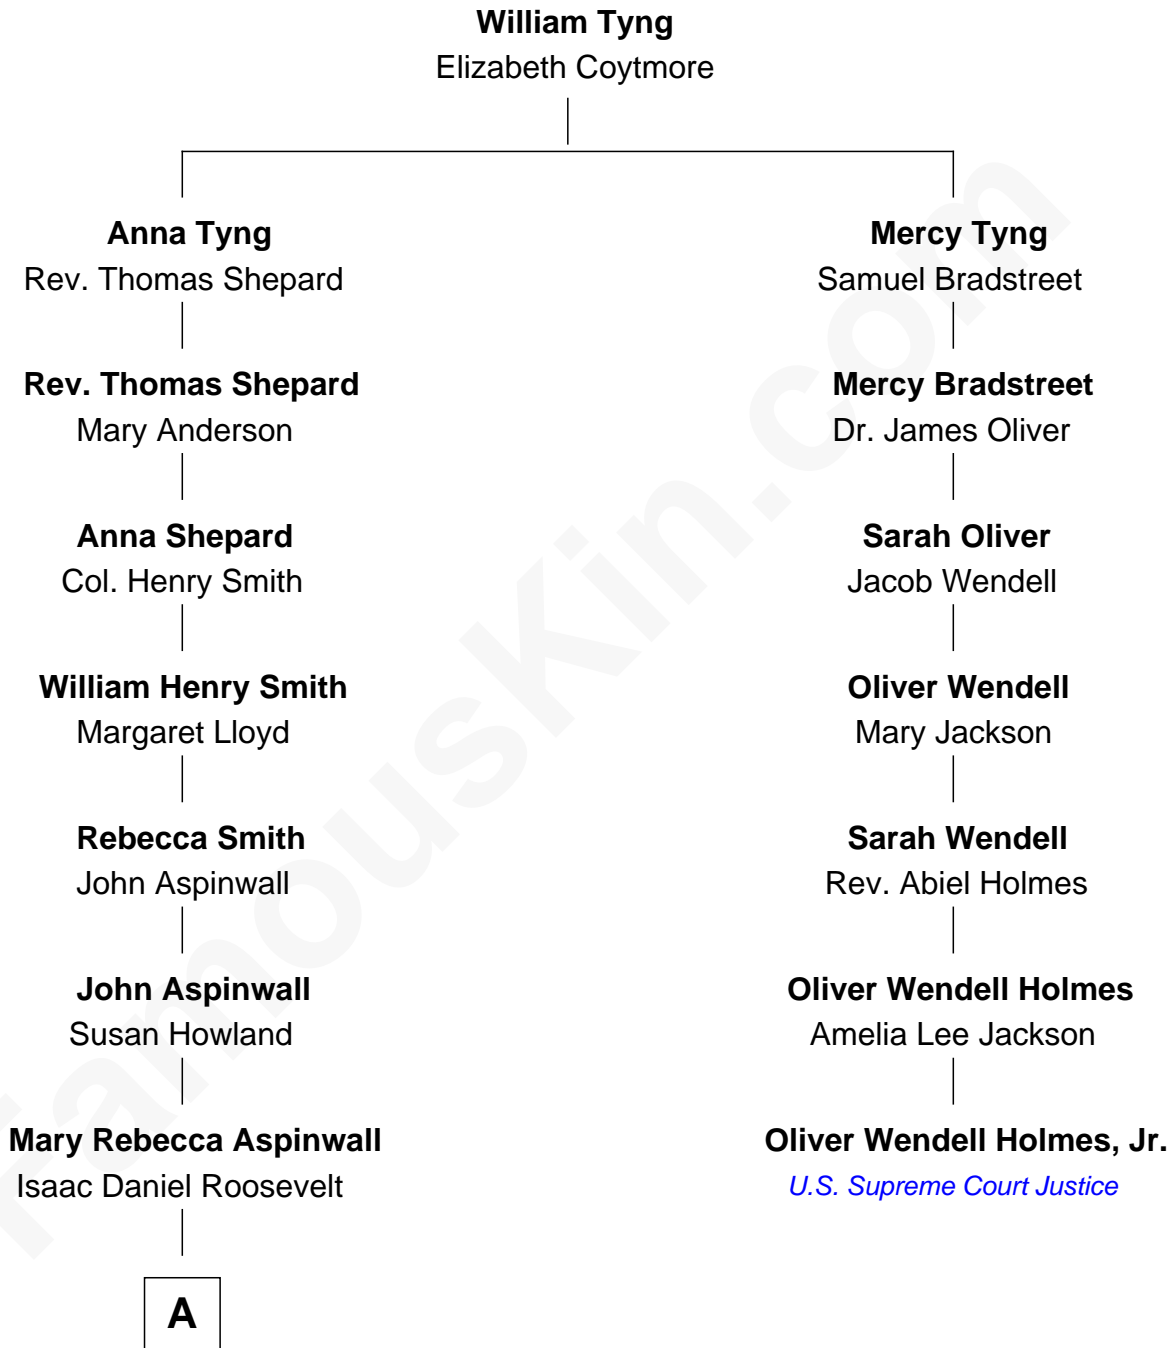 William Tyng
Elizabeth Coytmore
Anna Tyng
Rev. Thomas Shepard
Mercy Tyng
Samuel Bradstreet
Rev. Thomas Shepard
Mary Anderson
Mercy Bradstreet
Dr. James Oliver
Anna Shepard
Col. Henry Smith
Sarah Oliver
Jacob Wendell
William Henry Smith
Margaret Lloyd
Oliver Wendell
Mary Jackson
Rebecca Smith
John Aspinwall
Sarah Wendell
Rev. Abiel Holmes
John Aspinwall
Susan Howland
Oliver Wendell Holmes
Amelia Lee Jackson
Mary Rebecca Aspinwall
Isaac Daniel Roosevelt
Oliver Wendell Holmes, Jr.
U.S. Supreme Court Justice
A
FamousKin.com